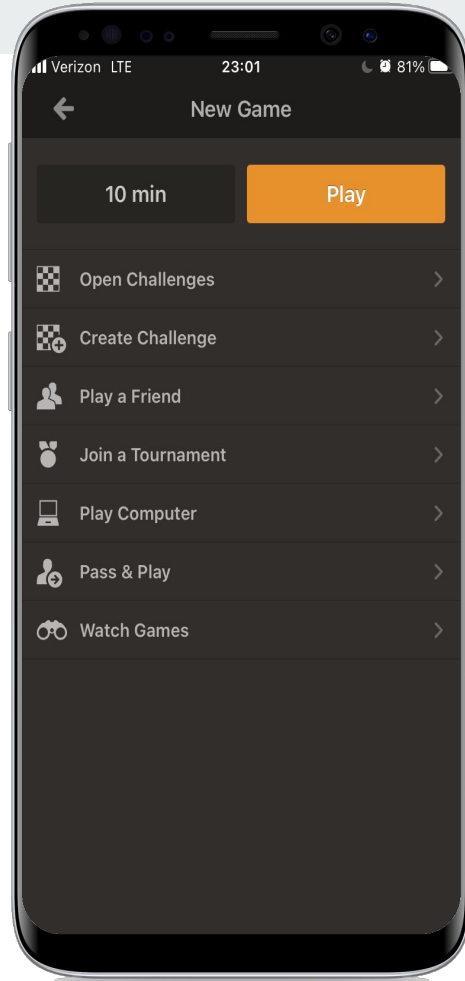 Verizon LTE 23:01 81%
New Game
10 min Play
Open Challenges
Create Challenge
Play a Friend
Join a Tournament
Play Computer
Pass & Play
Watch Games